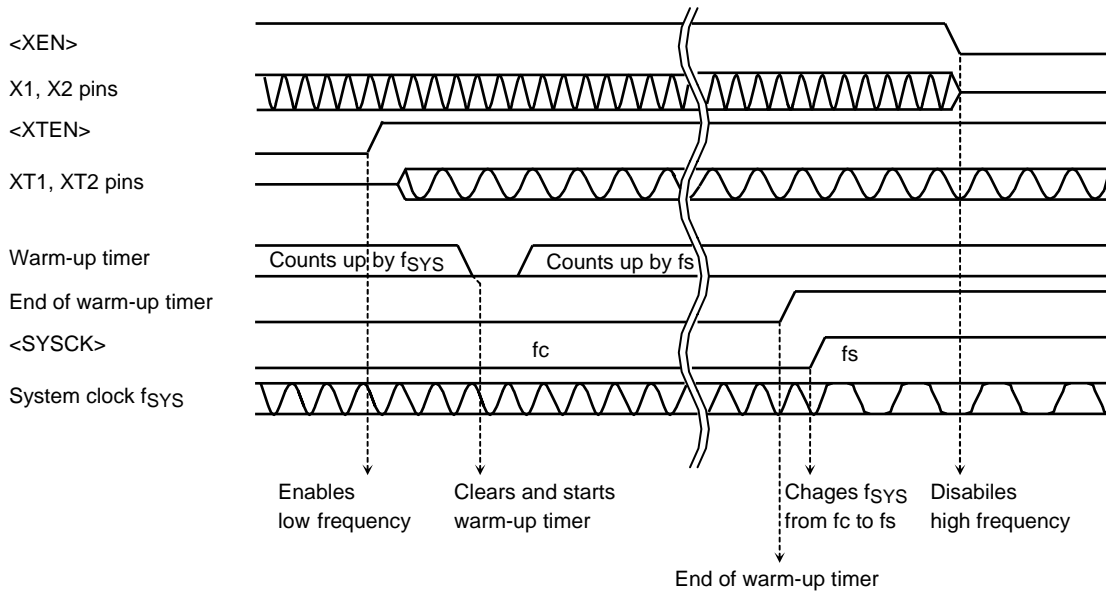 <XEN>
X1, X2 pins
<XTEN>
XT1, XT2 pins
Warm-up timer
Counts up by fSYS
Counts up by fs
End of warm-up timer
<SYSCK>
fc
fs
System clock fSYS
Enables
low frequency
Clears and starts
warm-up timer
Chages fSYS
from fc to fs
Disabiles
high frequency
End of warm-up timer